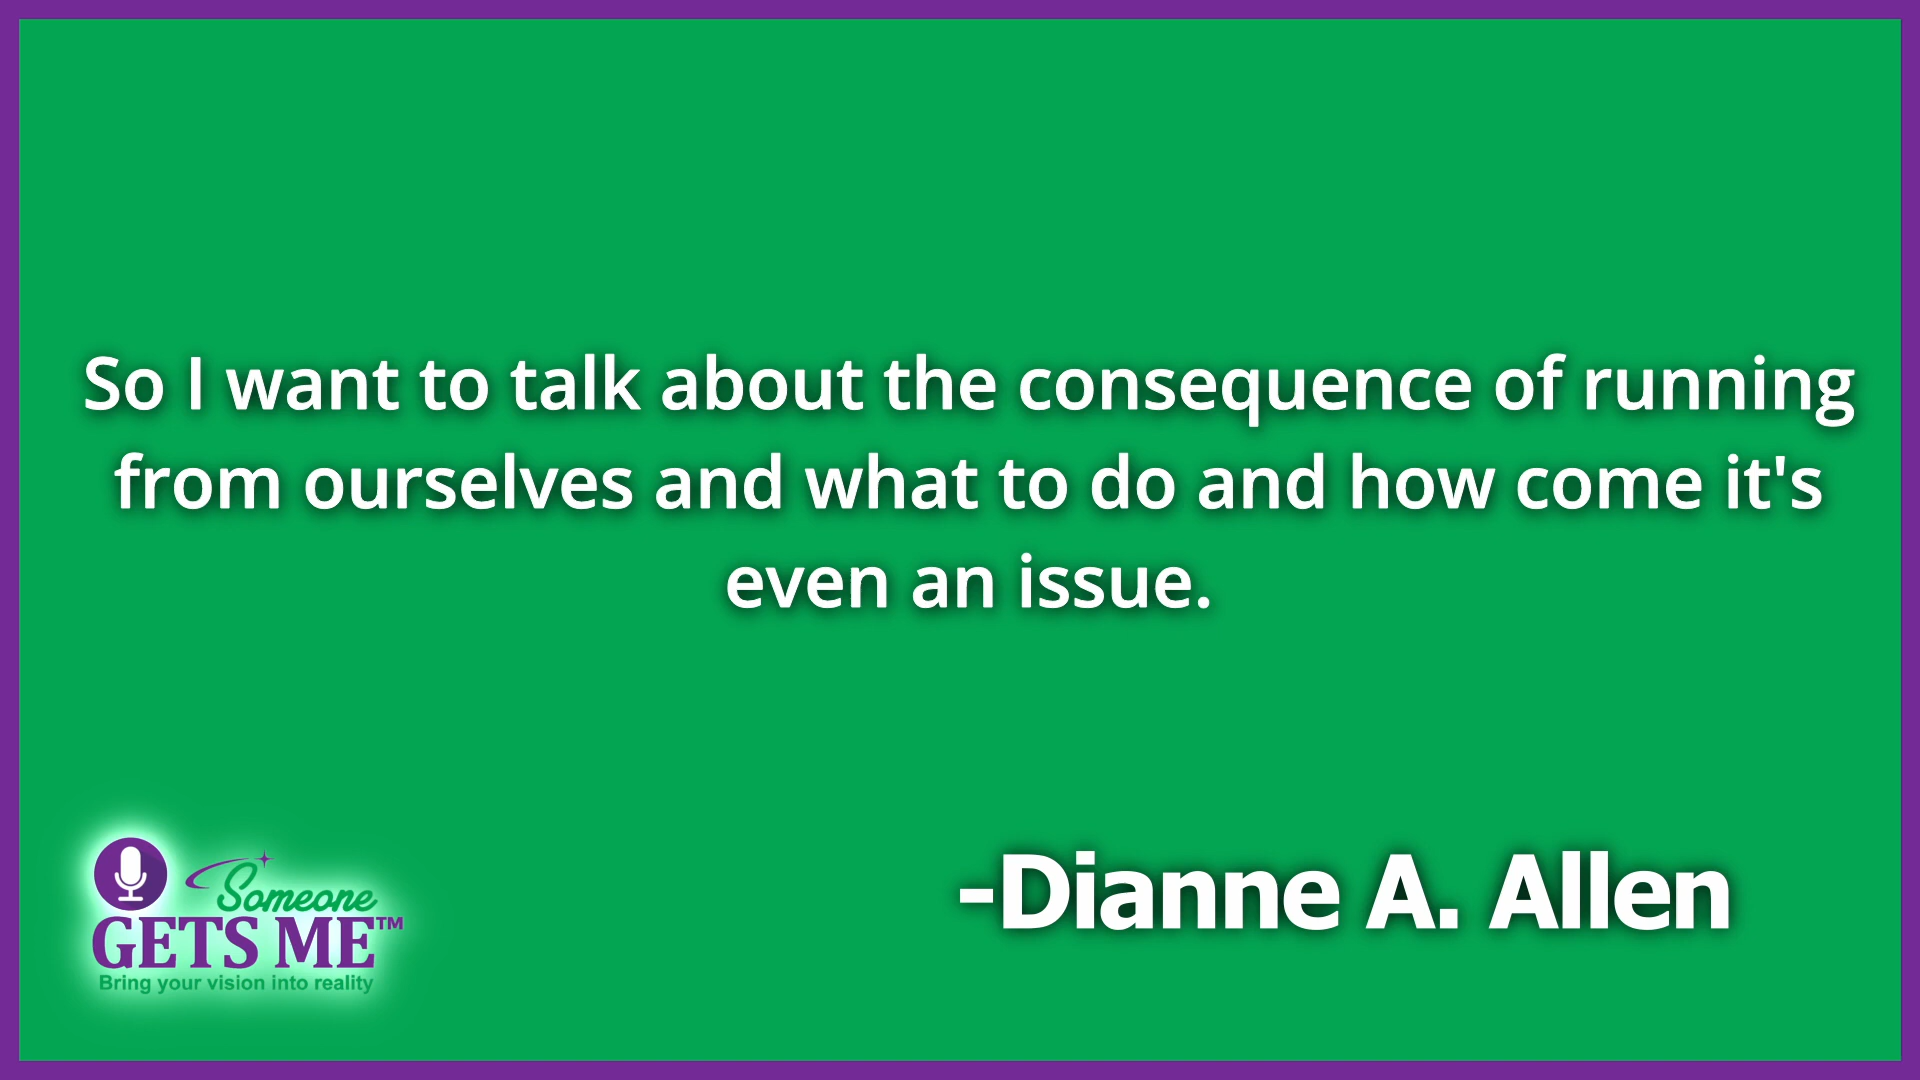 So I want to talk about the consequence of running
from ourselves and what to do and how come it's
even an issue.
-Dianne A. Allen
Someone
GETS ME™
Bring your vision into reality